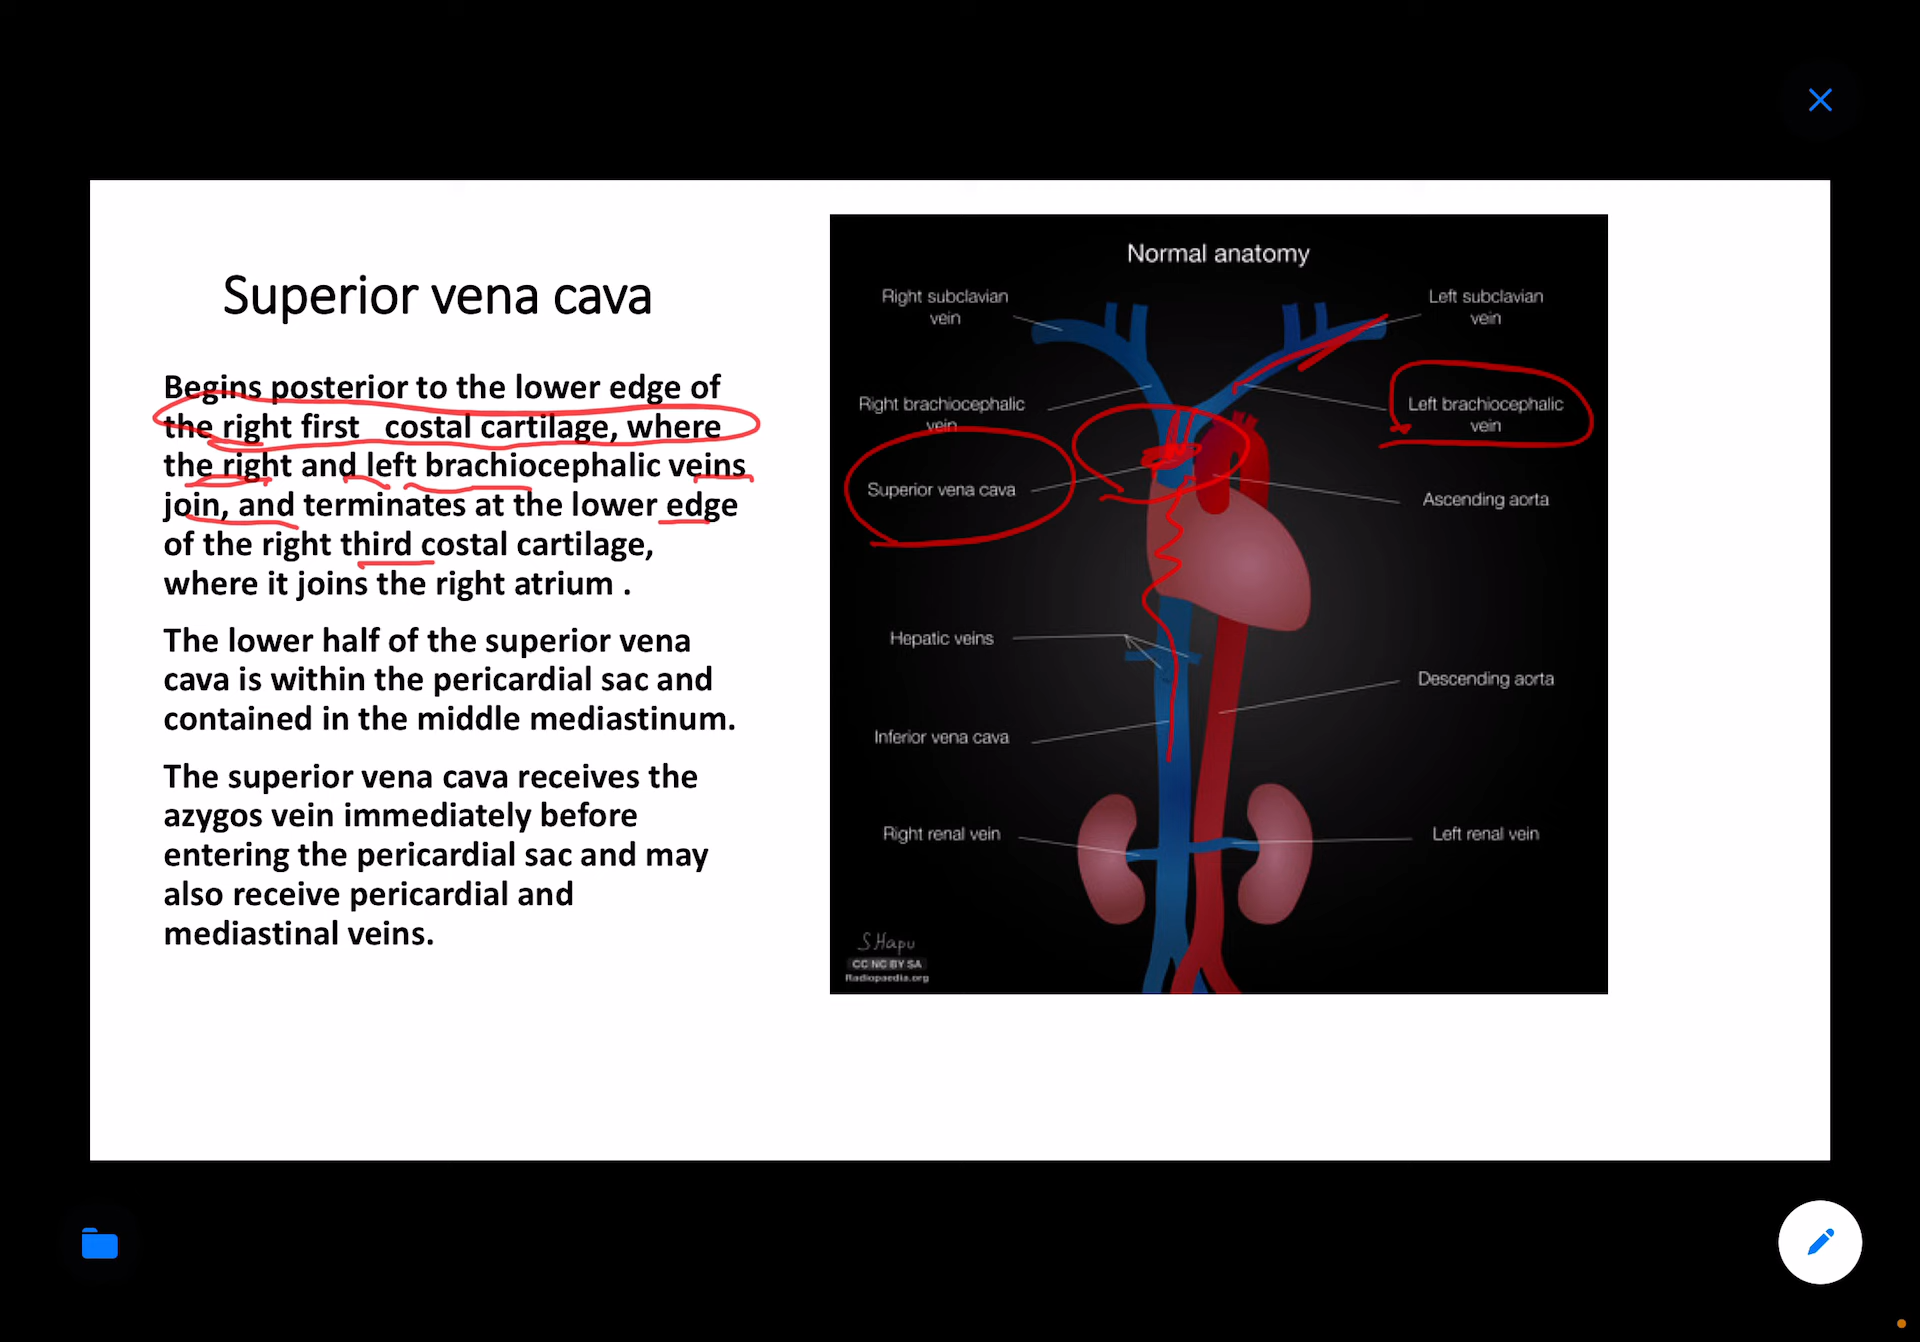 Superior vena cava
Begins posterior to the lower edge of
the right first costal cartilage, where
the right and left brachiocephalic veins
join, and terminates at the lower edge
of the right third costal cartilage,
where it joins the right atrium .
The lower half of the superior vena
cava is within the pericardial sac and
contained in the middle mediastinum.
The superior vena cava receives the
azygos vein immediately before
entering the pericardial sac and may
also receive pericardial and
mediastinal veins.
Normal anatomy
Right subclavian
vein
Left subclavian
vein
Right brachiocephalic
vein
Left brachiocephalic
vein
Superior vena cava
Ascending aorta
Hepatic veins
Descending aorta
Inferior vena cava
Right renal vein
Left renal vein
S.Hapu
CC NC BY SA
Radiopaedia.org